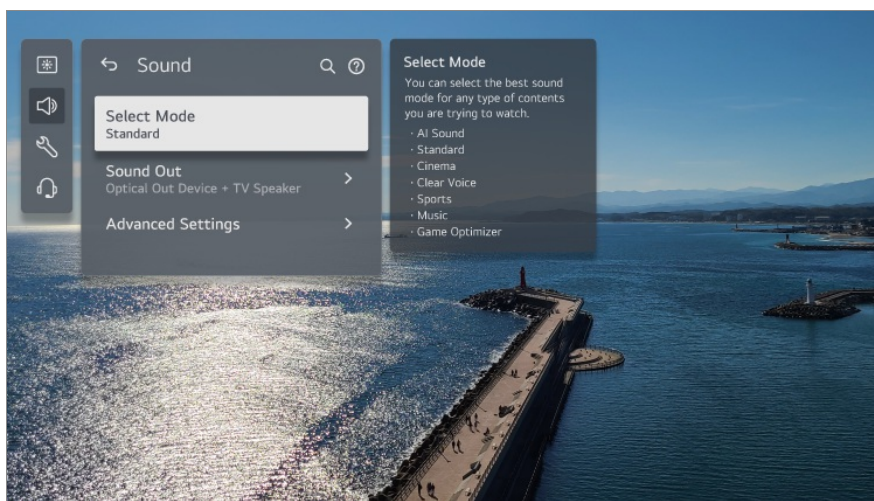 Sound
Select Mode
Standard
Sound Out
Optical Out Device + TV Speaker
Advanced Settings
Select Mode
You can select the best sound
mode for any type of contents
you are trying to watch.
· AI Sound
· Standard
· Cinema
· Clear Voice
· Sports
· Music
· Game Optimizer